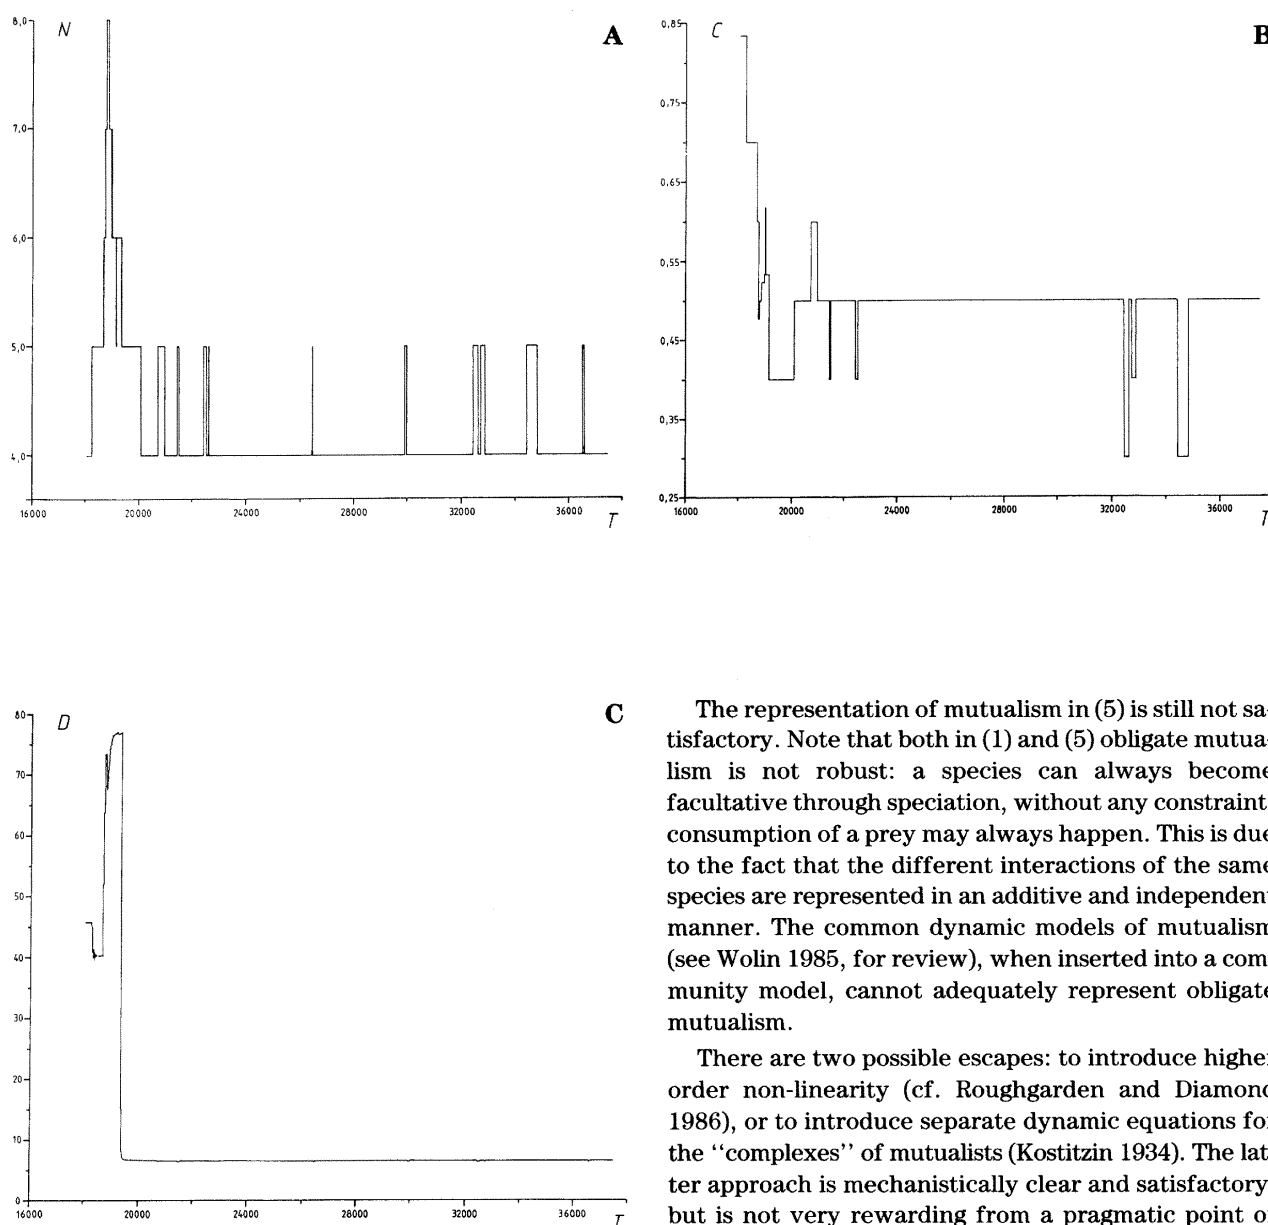 8,0
N
A
7,0
6,0
5,0
4,0
16000 20000 24000 28000 32000 36000
T
0,85
C
B
0,75
0,65
0,55
0,45
0,35
0,25
16000 20000 24000 28000 32000 36000
T
80
D
C
70
60
50
40
30
20
10
0
16000 20000 24000 28000 32000 36000
T
The representation of mutualism in (5) is still not sa-
tisfactory. Note that both in (1) and (5) obligate mutua-
lism is not robust: a species can always become
facultative through speciation, without any constraint
consumption of a prey may always happen. This is due
to the fact that the different interactions of the same
species are represented in an additive and independent
manner. The common dynamic models of mutualism
(see Wolin 1985, for review), when inserted into a com
munity model, cannot adequately represent obligate
mutualism.
There are two possible escapes: to introduce higher
order non-linearity (cf. Roughgarden and Diamond
1986), or to introduce separate dynamic equations for
the “complexes” of mutualists (Kostitzin 1934). The lat
ter approach is mechanistically clear and satisfactory
but is not very rewarding from a pragmatic point of